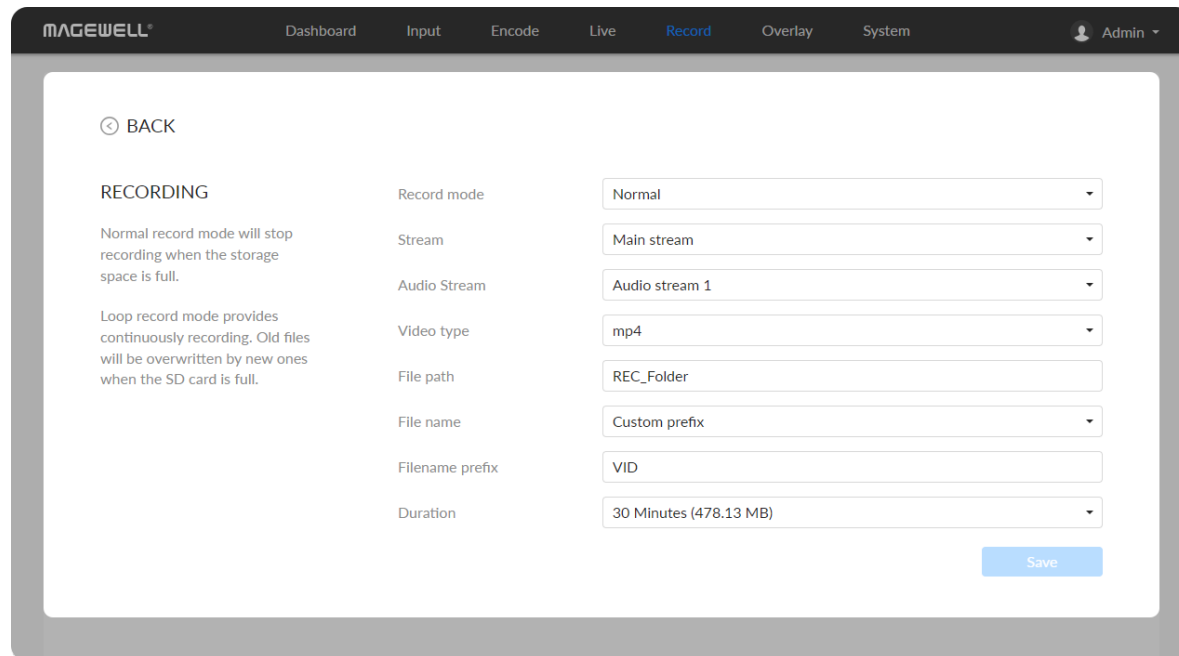 MAGEWELL®
Dashboard Input Encode Live Record Overlay System Admin
BACK
RECORDING
Normal record mode will stop
recording when the storage
space is full.
Loop record mode provides
continuously recording. Old files
will be overwritten by new ones
when the SD card is full.
Record mode Normal
Stream Main stream
Audio Stream Audio stream 1
Video type mp4
File path REC_Folder
File name Custom prefix
Filename prefix VID
Duration 30 Minutes (478.13 MB)
Save